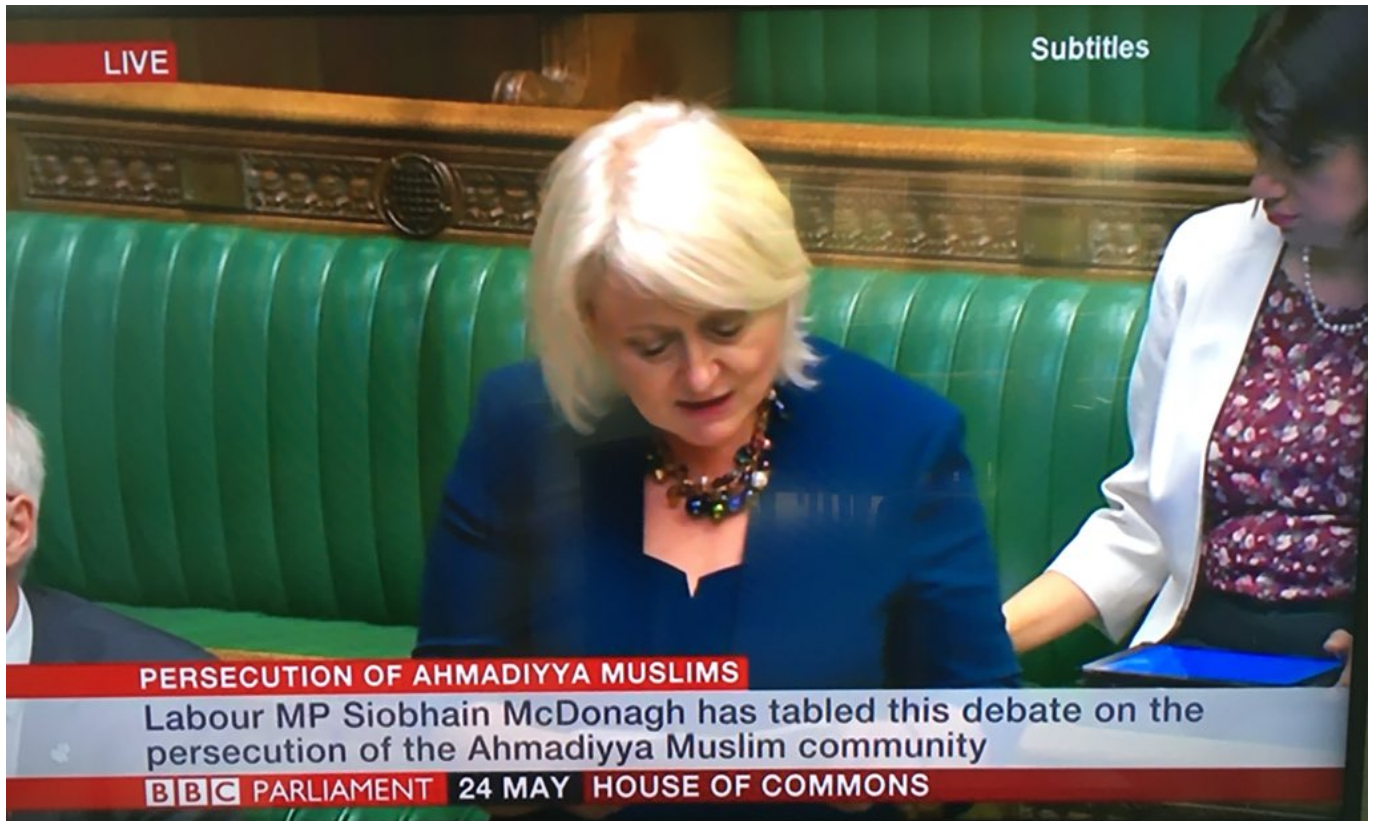 LIVE
Subtitles
PERSECUTION OF AHMADIYYA MUSLIMS
Labour MP Siobhain McDonagh has tabled this debate on the
persecution of the Ahmadiyya Muslim community
BBC PARLIAMENT 24 MAY HOUSE OF COMMONS